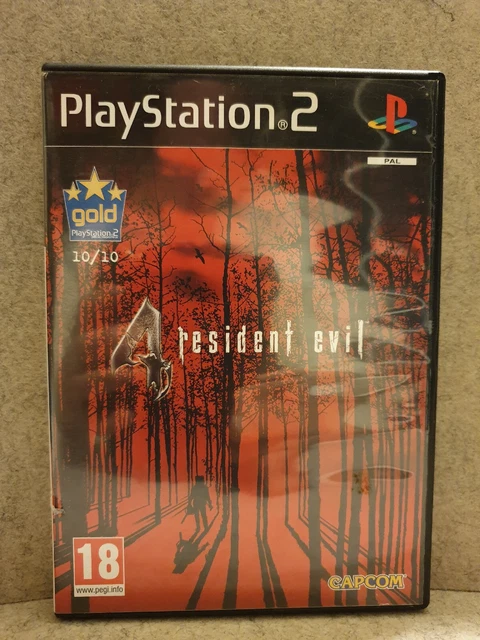 PlayStation®2
PAL
gold
PlayStation®2
10/10
4 resident evil
18
www.pegi.info
CAPCOM